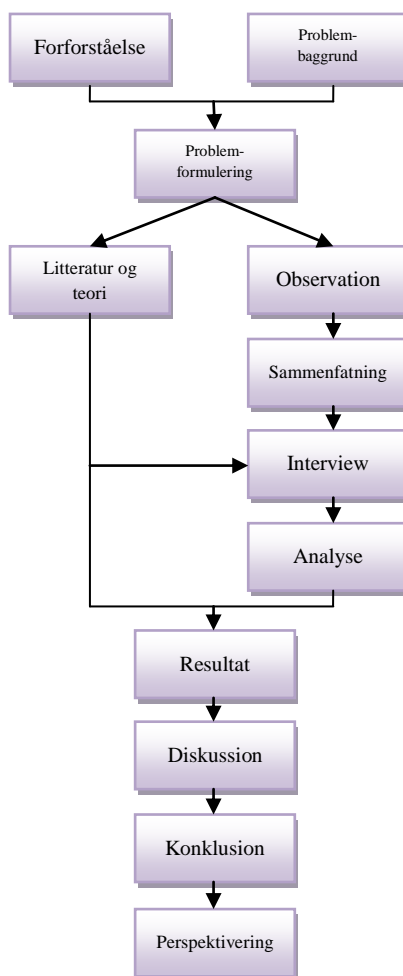 Forforståelse
Problem-
baggrund
Problem-
formulering
Litteratur og
teori
Observation
Sammenfatning
Interview
Analyse
Resultat
Diskussion
Konklusion
Perspektivering